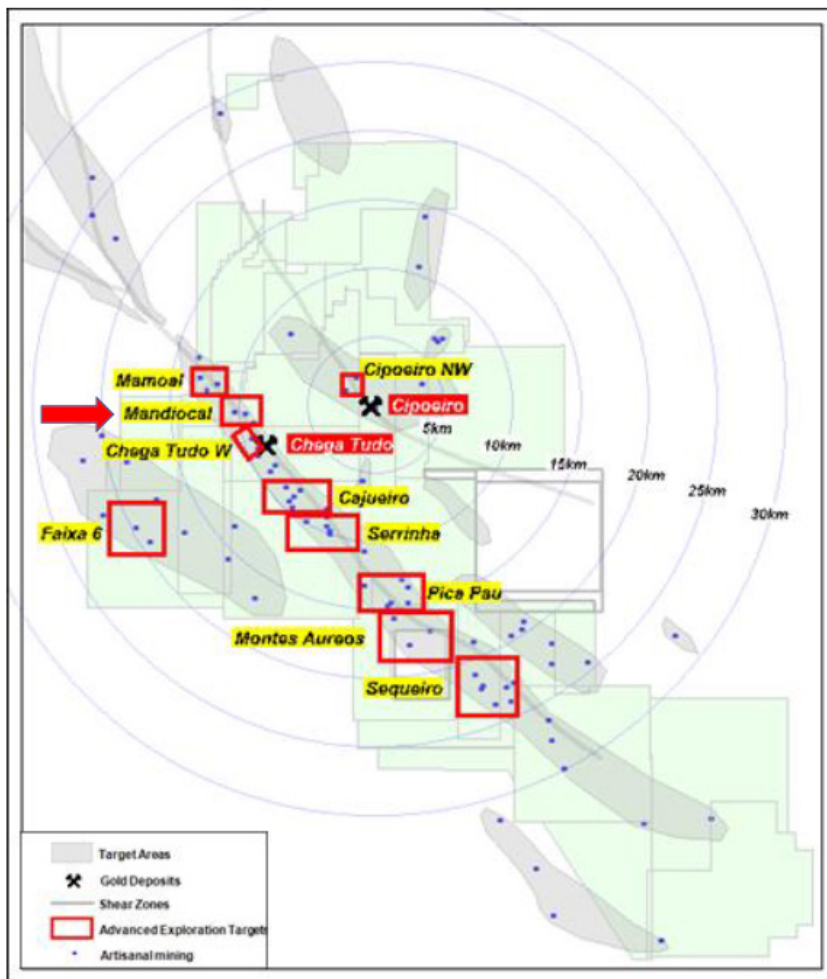 Mamoal
Cipoeiro NW
Mandiocal
Cipoeiro
5km
Chega Tudo W
Chega Tudo
10km
15km
20km
25km
30km
Cajueiro
Faixa 6
Serrinha
Pica Pau
Montes Aureos
Sequeiro
Target Areas
Gold Deposits
Shear Zones
Advanced Exploration Targets
Artisanal mining